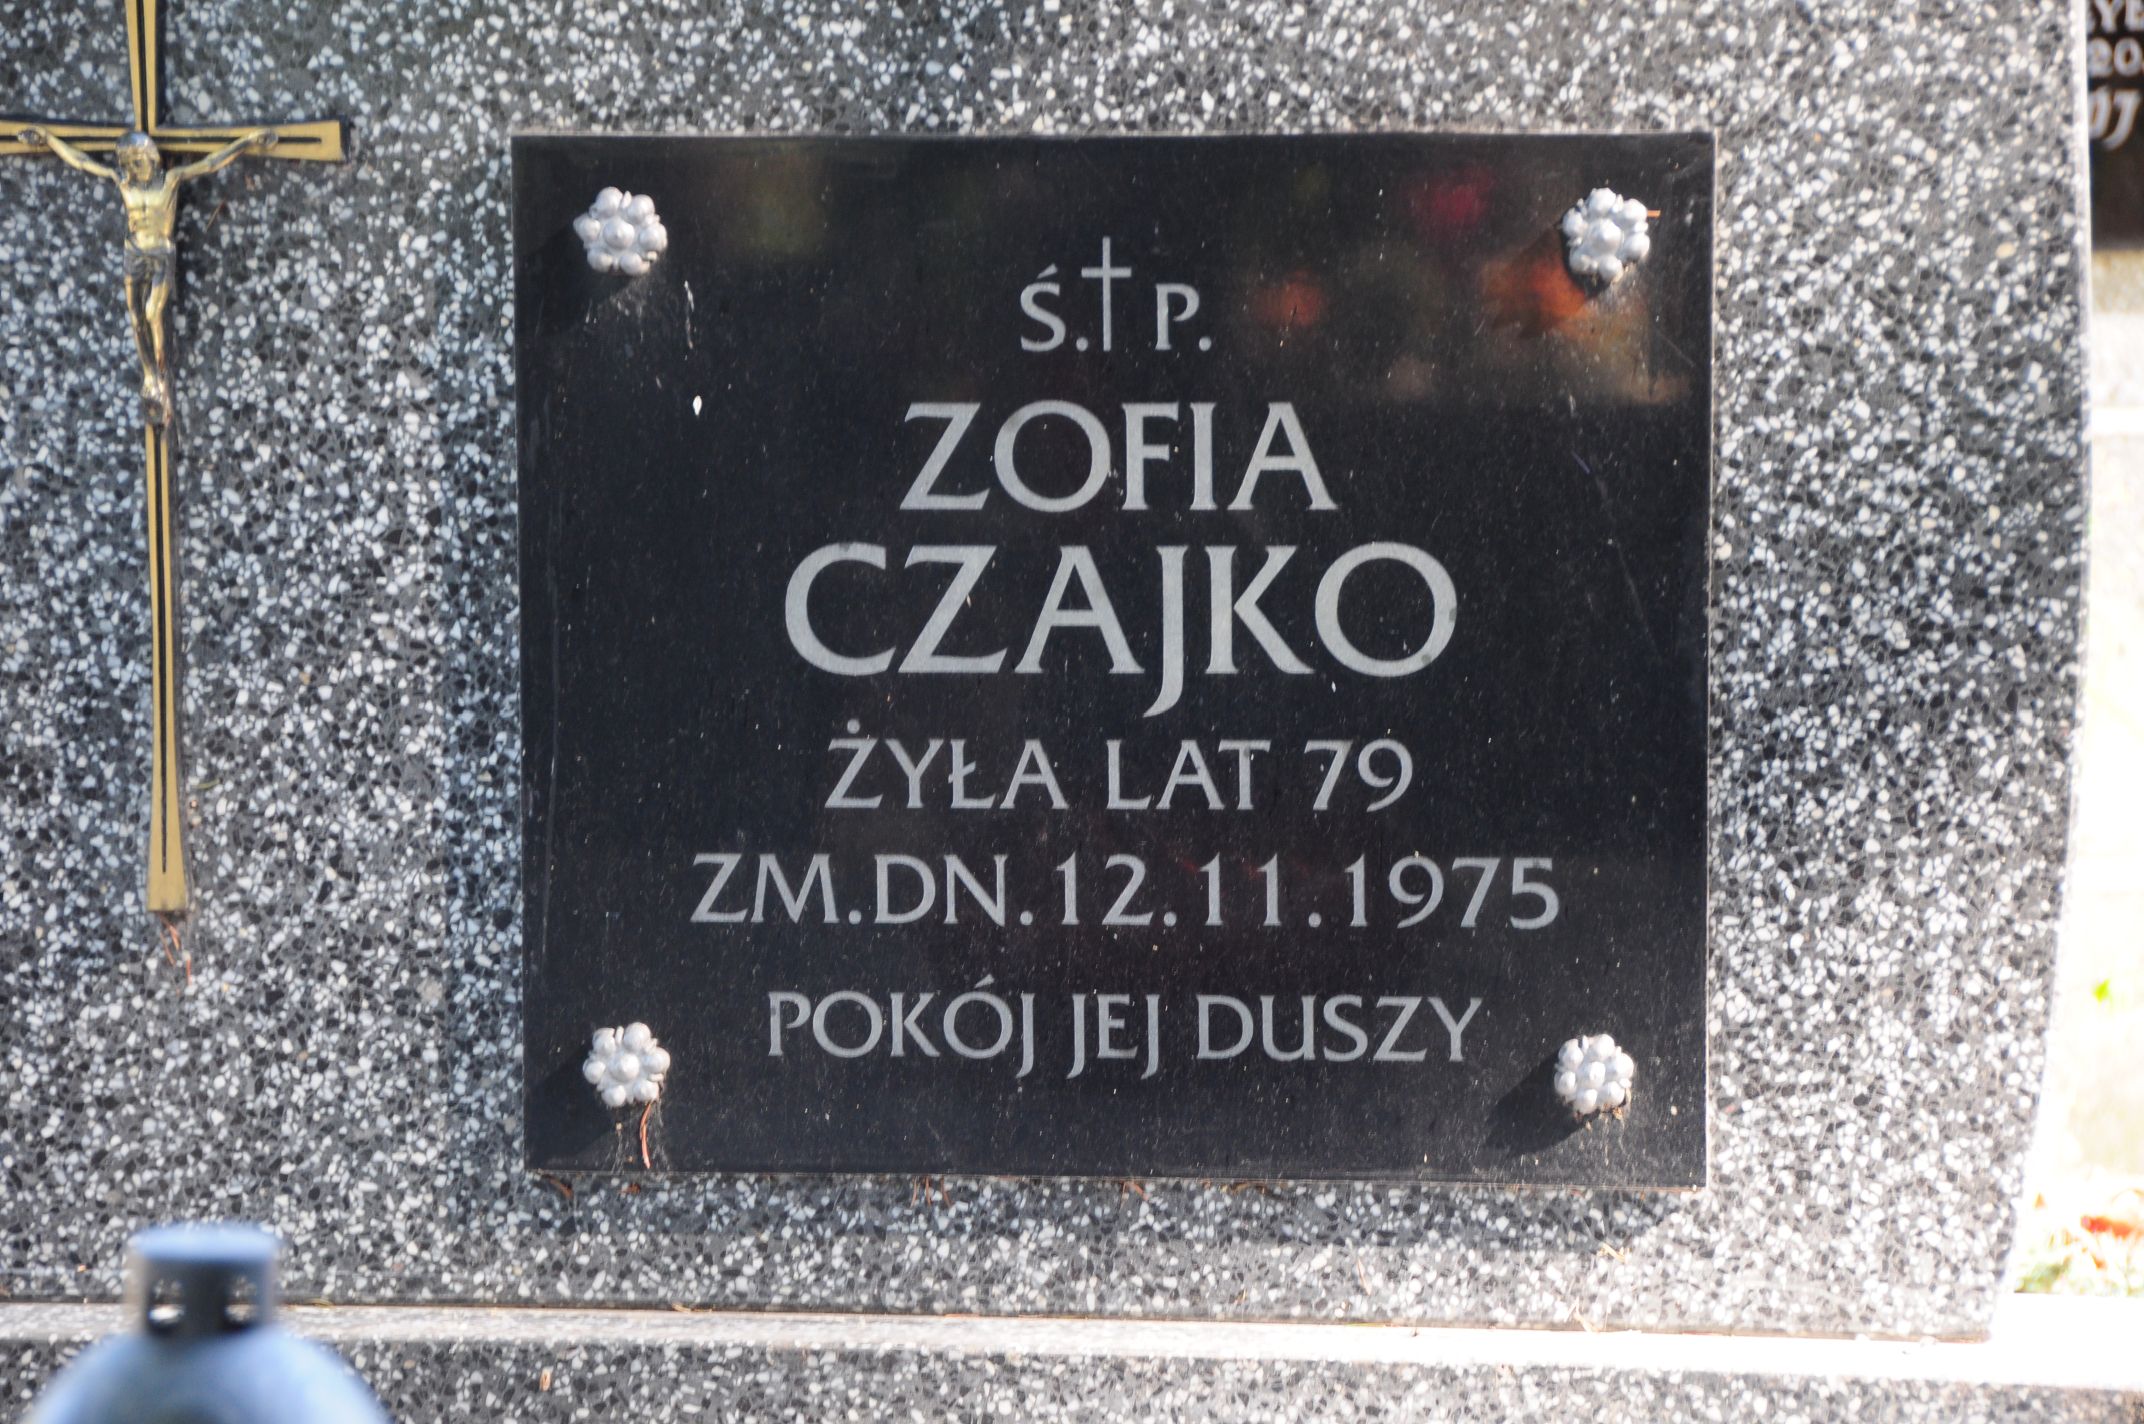 Ś.†P.
ZOFIA
CZAJKO
ŻYŁA LAT 79
ZM.DN.12.11.1975
POKÓJ JEJ DUSZY